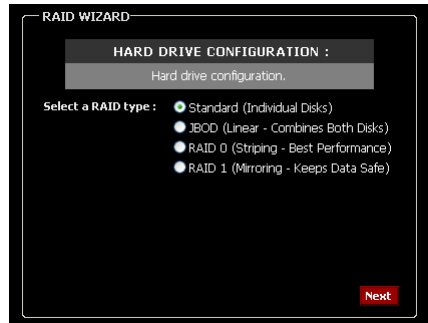 RAID WIZARD
HARD DRIVE CONFIGURATION :
Hard drive configuration.
Select a RAID type : Standard (Individual Disks)
JBOD (Linear - Combines Both Disks)
RAID 0 (Striping - Best Performance)
RAID 1 (Mirroring - Keeps Data Safe)
Next